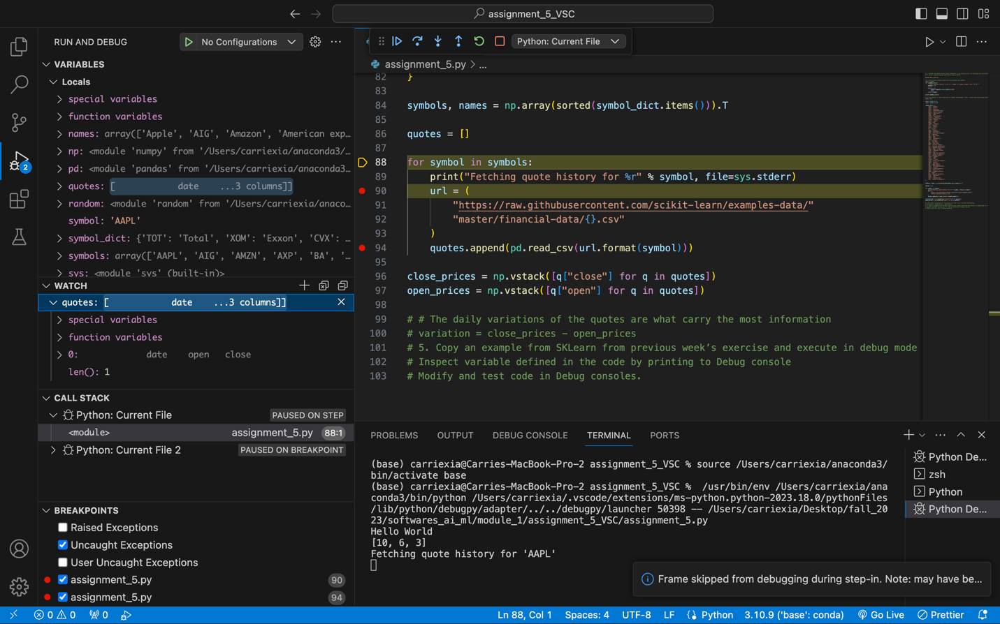 assignment_5_VSC
RUN AND DEBUG
No Configurations
Python: Current File
VARIABLES
Locals
special variables
function variables
names: array(['Apple', 'AIG', 'Amazon', 'American exp...
np: <module 'numpy' from '/Users/carriexia/anaconda3/...
pd: <module 'pandas' from '/Users/carriexia/anaconda3...
quotes: [ date ...3 columns]]
random: <module 'random' from '/Users/carriexia/anaco...
symbol: 'AAPL'
symbol_dict: {'TOT': 'Total', 'XOM': 'Exxon', 'CVX': ...
symbols: array(['AAPL', 'AIG', 'AMZN', 'AXP', 'BA', '...
sys: <module 'sys' (built-in)>
2
WATCH
quotes: [ date ...3 columns]]
special variables
function variables
0: date open close
len(): 1
CALL STACK
Python: Current File PAUSED ON STEP
<module> assignment_5.py 88:1
Python: Current File 2 PAUSED ON BREAKPOINT
BREAKPOINTS
Raised Exceptions
Uncaught Exceptions
User Uncaught Exceptions
assignment_5.py 90
assignment_5.py 94
assignment_5.py > ...
82 }
83
84 symbols, names = np.array(sorted(symbol_dict.items())).T
85
86 quotes = []
87
88 for symbol in symbols:
89 print("Fetching quote history for %r" % symbol, file=sys.stderr)
90 url = (
91 "https://raw.githubusercontent.com/scikit-learn/examples-data/"
92 "master/financial-data/{}.csv"
93 )
94 quotes.append(pd.read_csv(url.format(symbol)))
95
96 close_prices = np.vstack([q["close"] for q in quotes])
97 open_prices = np.vstack([q["open"] for q in quotes])
98
99 # # The daily variations of the quotes are what carry the most information
100 # variation = close_prices - open_prices
101 # 5. Copy an example from SKLearn from previous week's exercise and execute in debug mode
102 # Inspect variable defined in the code by printing to Debug console
103 # Modify and test code in Debug consoles.
PROBLEMS OUTPUT DEBUG CONSOLE TERMINAL PORTS
(base) carriexia@Carries-MacBook-Pro-2 assignment_5_VSC % source /Users/carriexia/anaconda3/
bin/activate base
(base) carriexia@Carries-MacBook-Pro-2 assignment_5_VSC % /usr/bin/env /Users/carriexia/ana
conda3/bin/python /Users/carriexia/.vscode/extensions/ms-python.python-2023.18.0/pythonFiles
/lib/python/debugpy/adapter/../../debugpy/launcher 50398 -- /Users/carriexia/Desktop/fall_20
23/softwares_ai_ml/module_1/assignment_5_VSC/assignment_5.py
Hello World
[10, 6, 3]
Fetching quote history for 'AAPL'
Python De...
zsh
Python
Python De...
Frame skipped from debugging during step-in. Note: may have be...
0 0 0
Ln 88, Col 1 Spaces: 4 UTF-8 LF Python 3.10.9 ('base': conda) Go Live Prettier